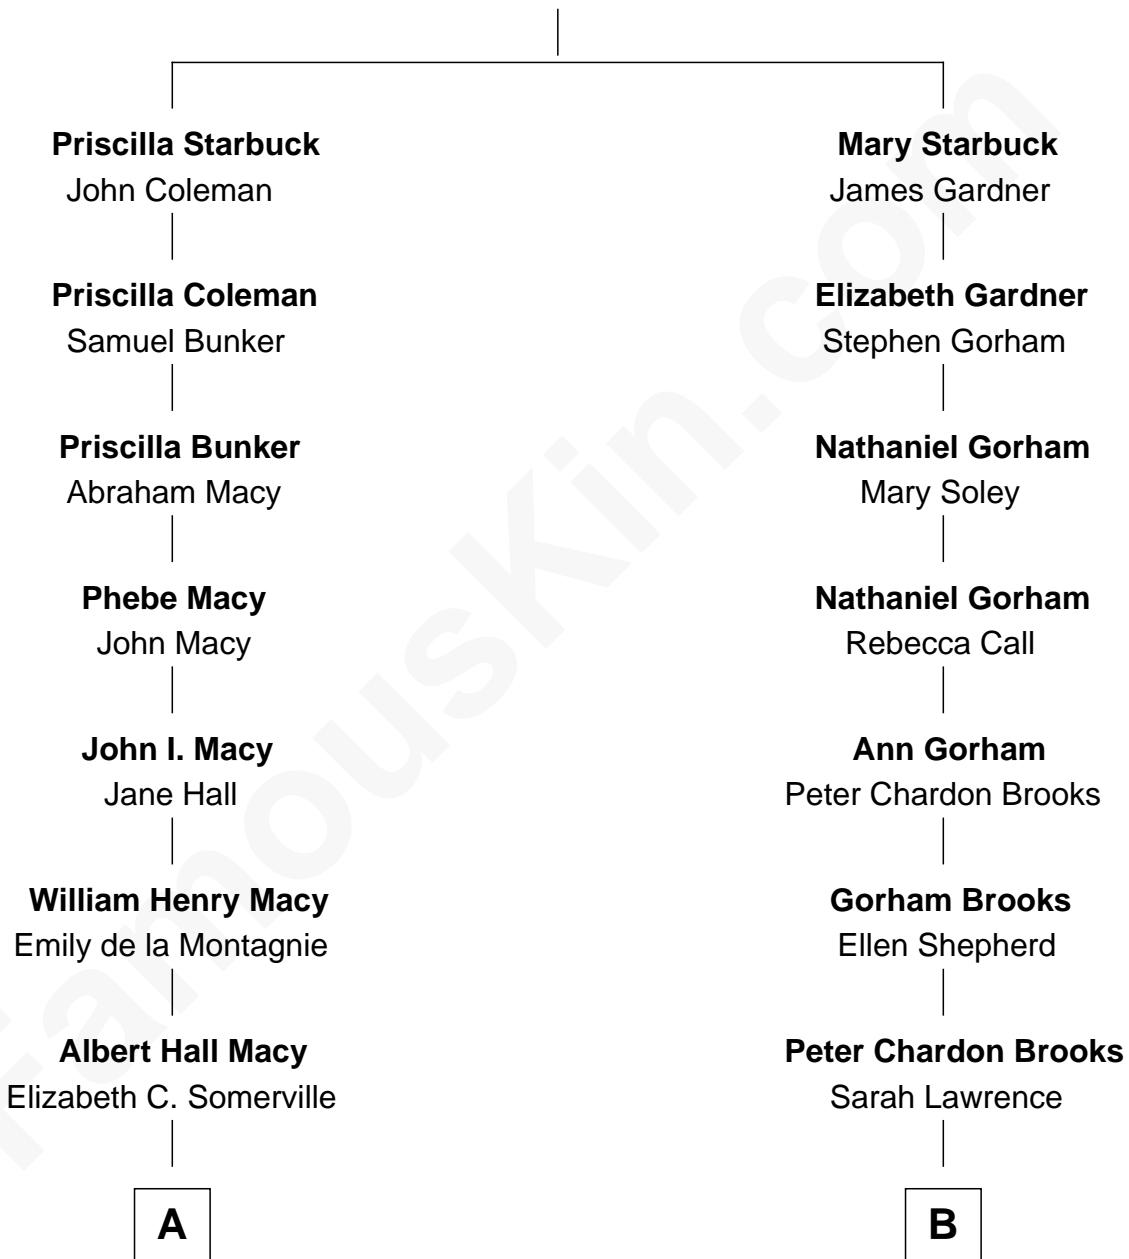 Priscilla Starbuck
John Coleman
Priscilla Coleman
Samuel Bunker
Priscilla Bunker
Abraham Macy
Phebe Macy
John Macy
John I. Macy
Jane Hall
William Henry Macy
Emily de la Montagnie
Albert Hall Macy
Elizabeth C. Somerville
A
Mary Starbuck
James Gardner
Elizabeth Gardner
Stephen Gorham
Nathaniel Gorham
Mary Soley
Nathaniel Gorham
Rebecca Call
Ann Gorham
Peter Chardon Brooks
Gorham Brooks
Ellen Shepherd
Peter Chardon Brooks
Sarah Lawrence
B
FamousKin.com